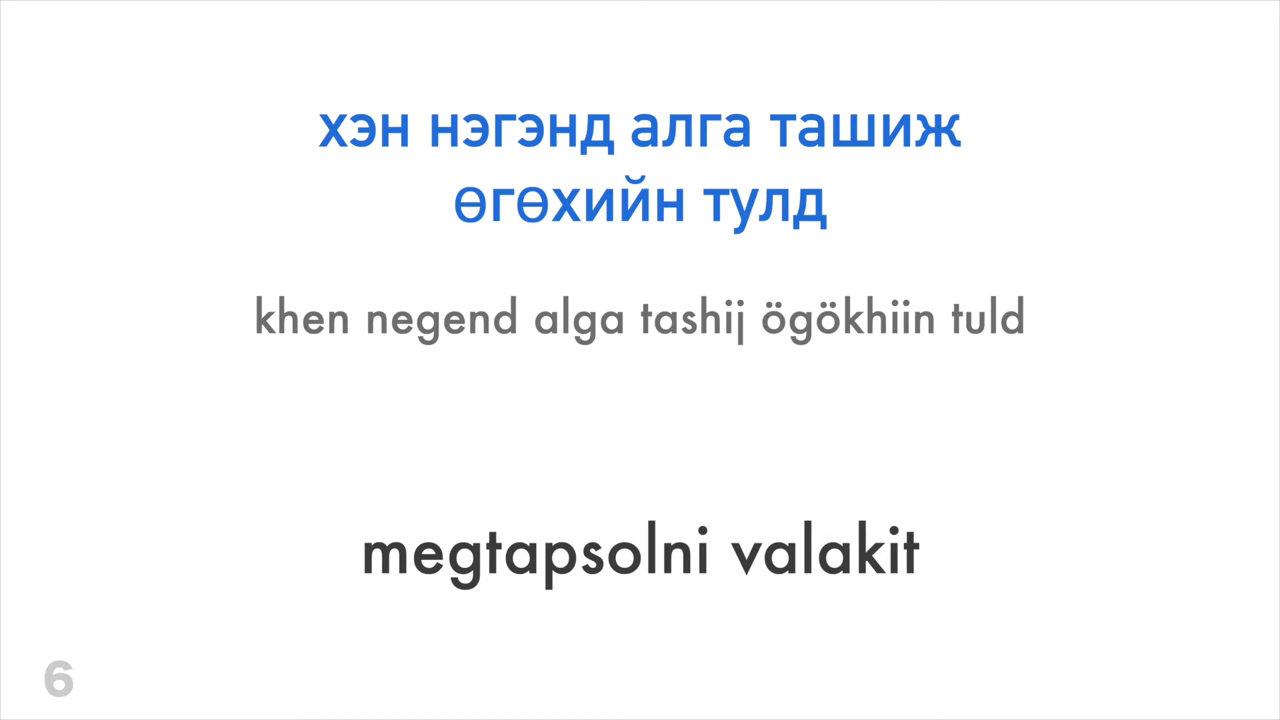 хэн нэгэнд алга ташиж
өгөхийн тулд
khen negend alga tashij ögökhiin tuld
megtapsolni valakit
6